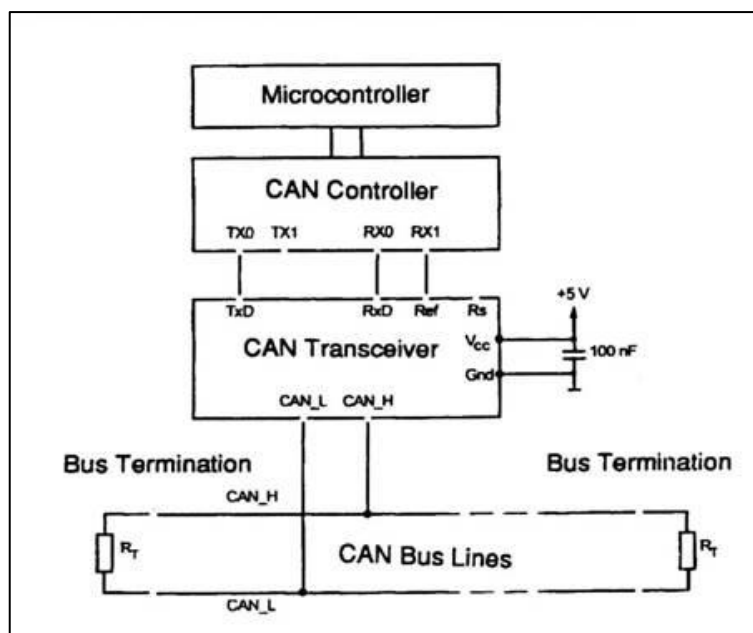 Microcontroller
CAN Controller
TX0 TX1 RX0 RX1
+5 V
TxD RxD Ref Rs
CAN Transceiver
Vcc
100 nF
Gnd
CAN_L CAN_H
Bus Termination
Bus Termination
CAN_H
RT
CAN Bus Lines
RT
CAN_L